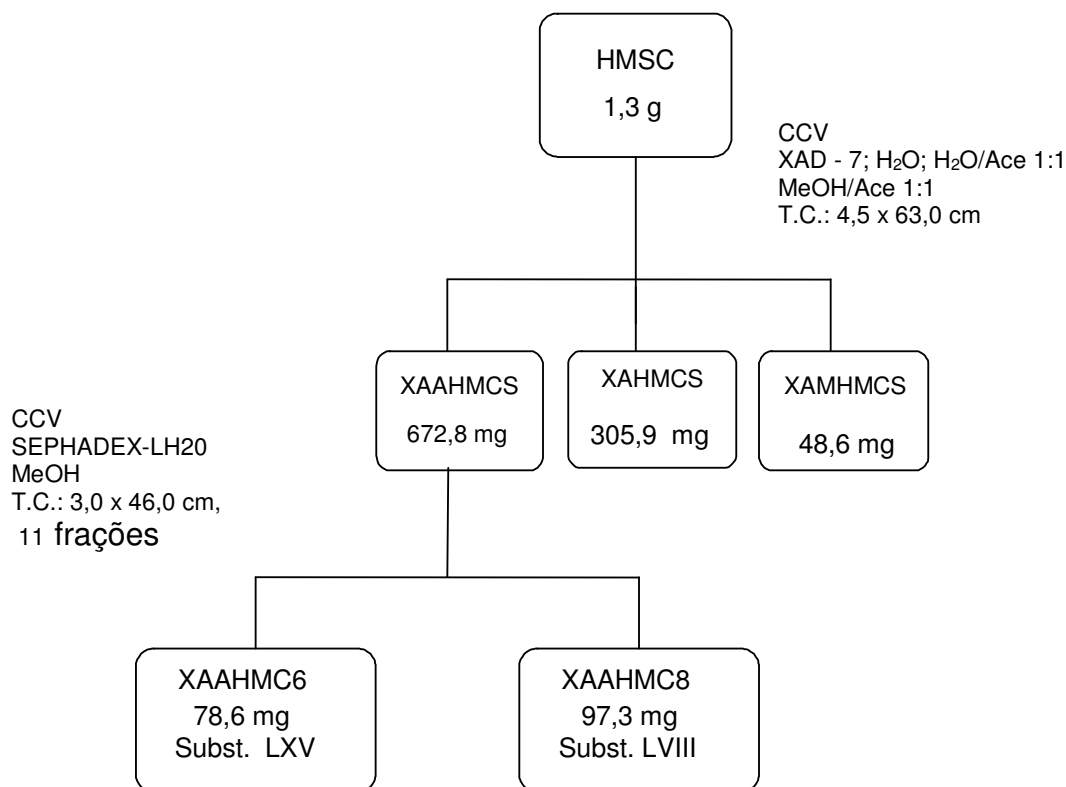 HMSC
1,3 g
CCV
XAD - 7; H₂O; H₂O/Ace 1:1
MeOH/Ace 1:1
T.C.: 4,5 x 63,0 cm
XAAHMCS
672,8 mg
XAHMCS
305,9 mg
XAMHMCS
48,6 mg
CCV
SEPHADEX-LH20
MeOH
T.C.: 3,0 x 46,0 cm,
11 frações
XAAHMC6
78,6 mg
Subst. LXV
XAAHMC8
97,3 mg
Subst. LVIII